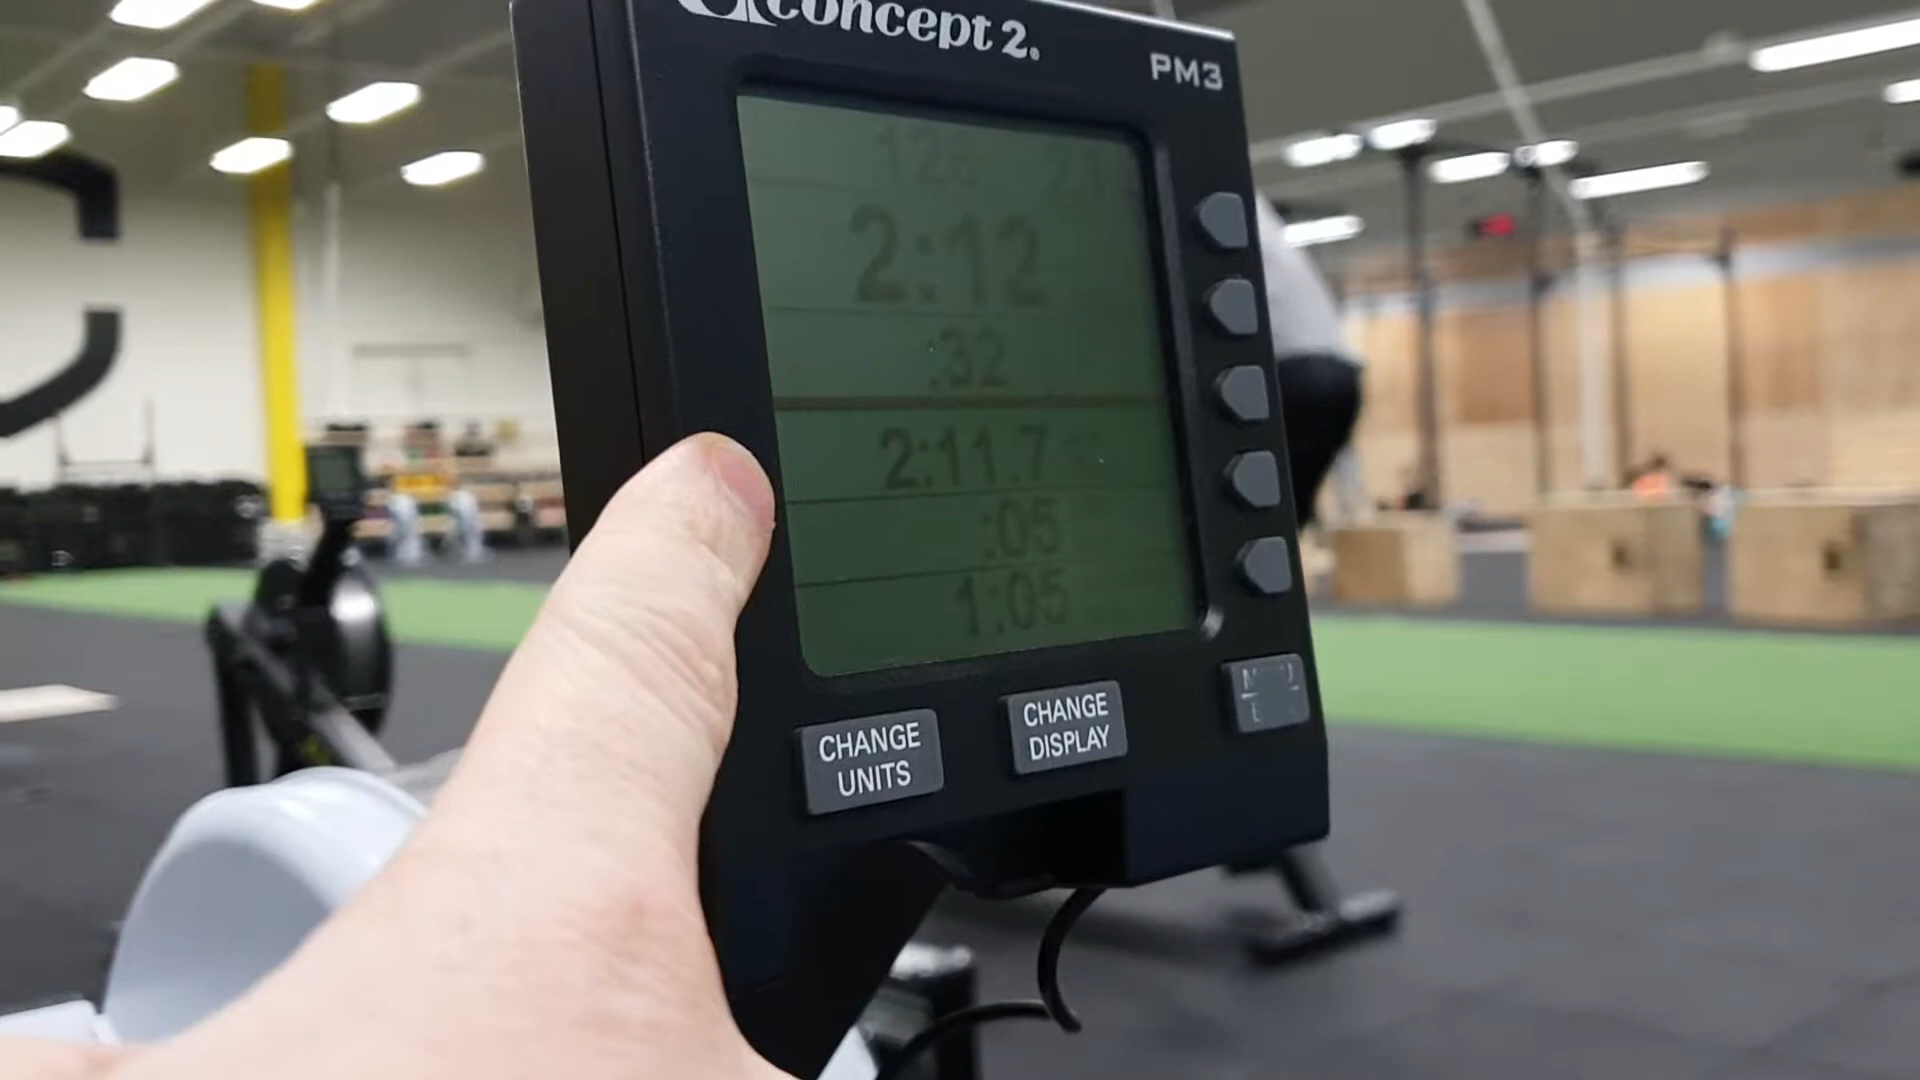 concept 2.
PM3
2:12
:32
2:11.7
:05
1:05
CHANGE
UNITS
CHANGE
DISPLAY